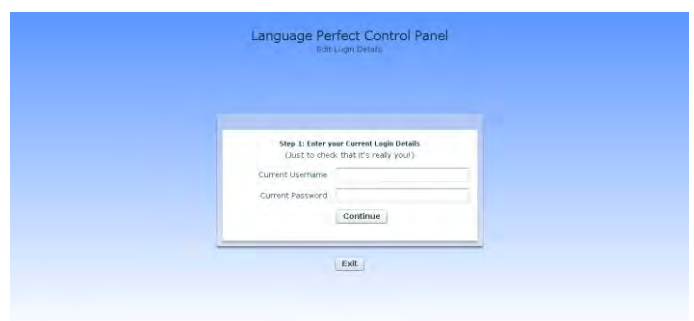 Language Perfect Control Panel
Edit Login Details
Step 1: Enter your Current Login Details
(Just to check that it's really you!)
Current Username
Current Password
Continue
Exit